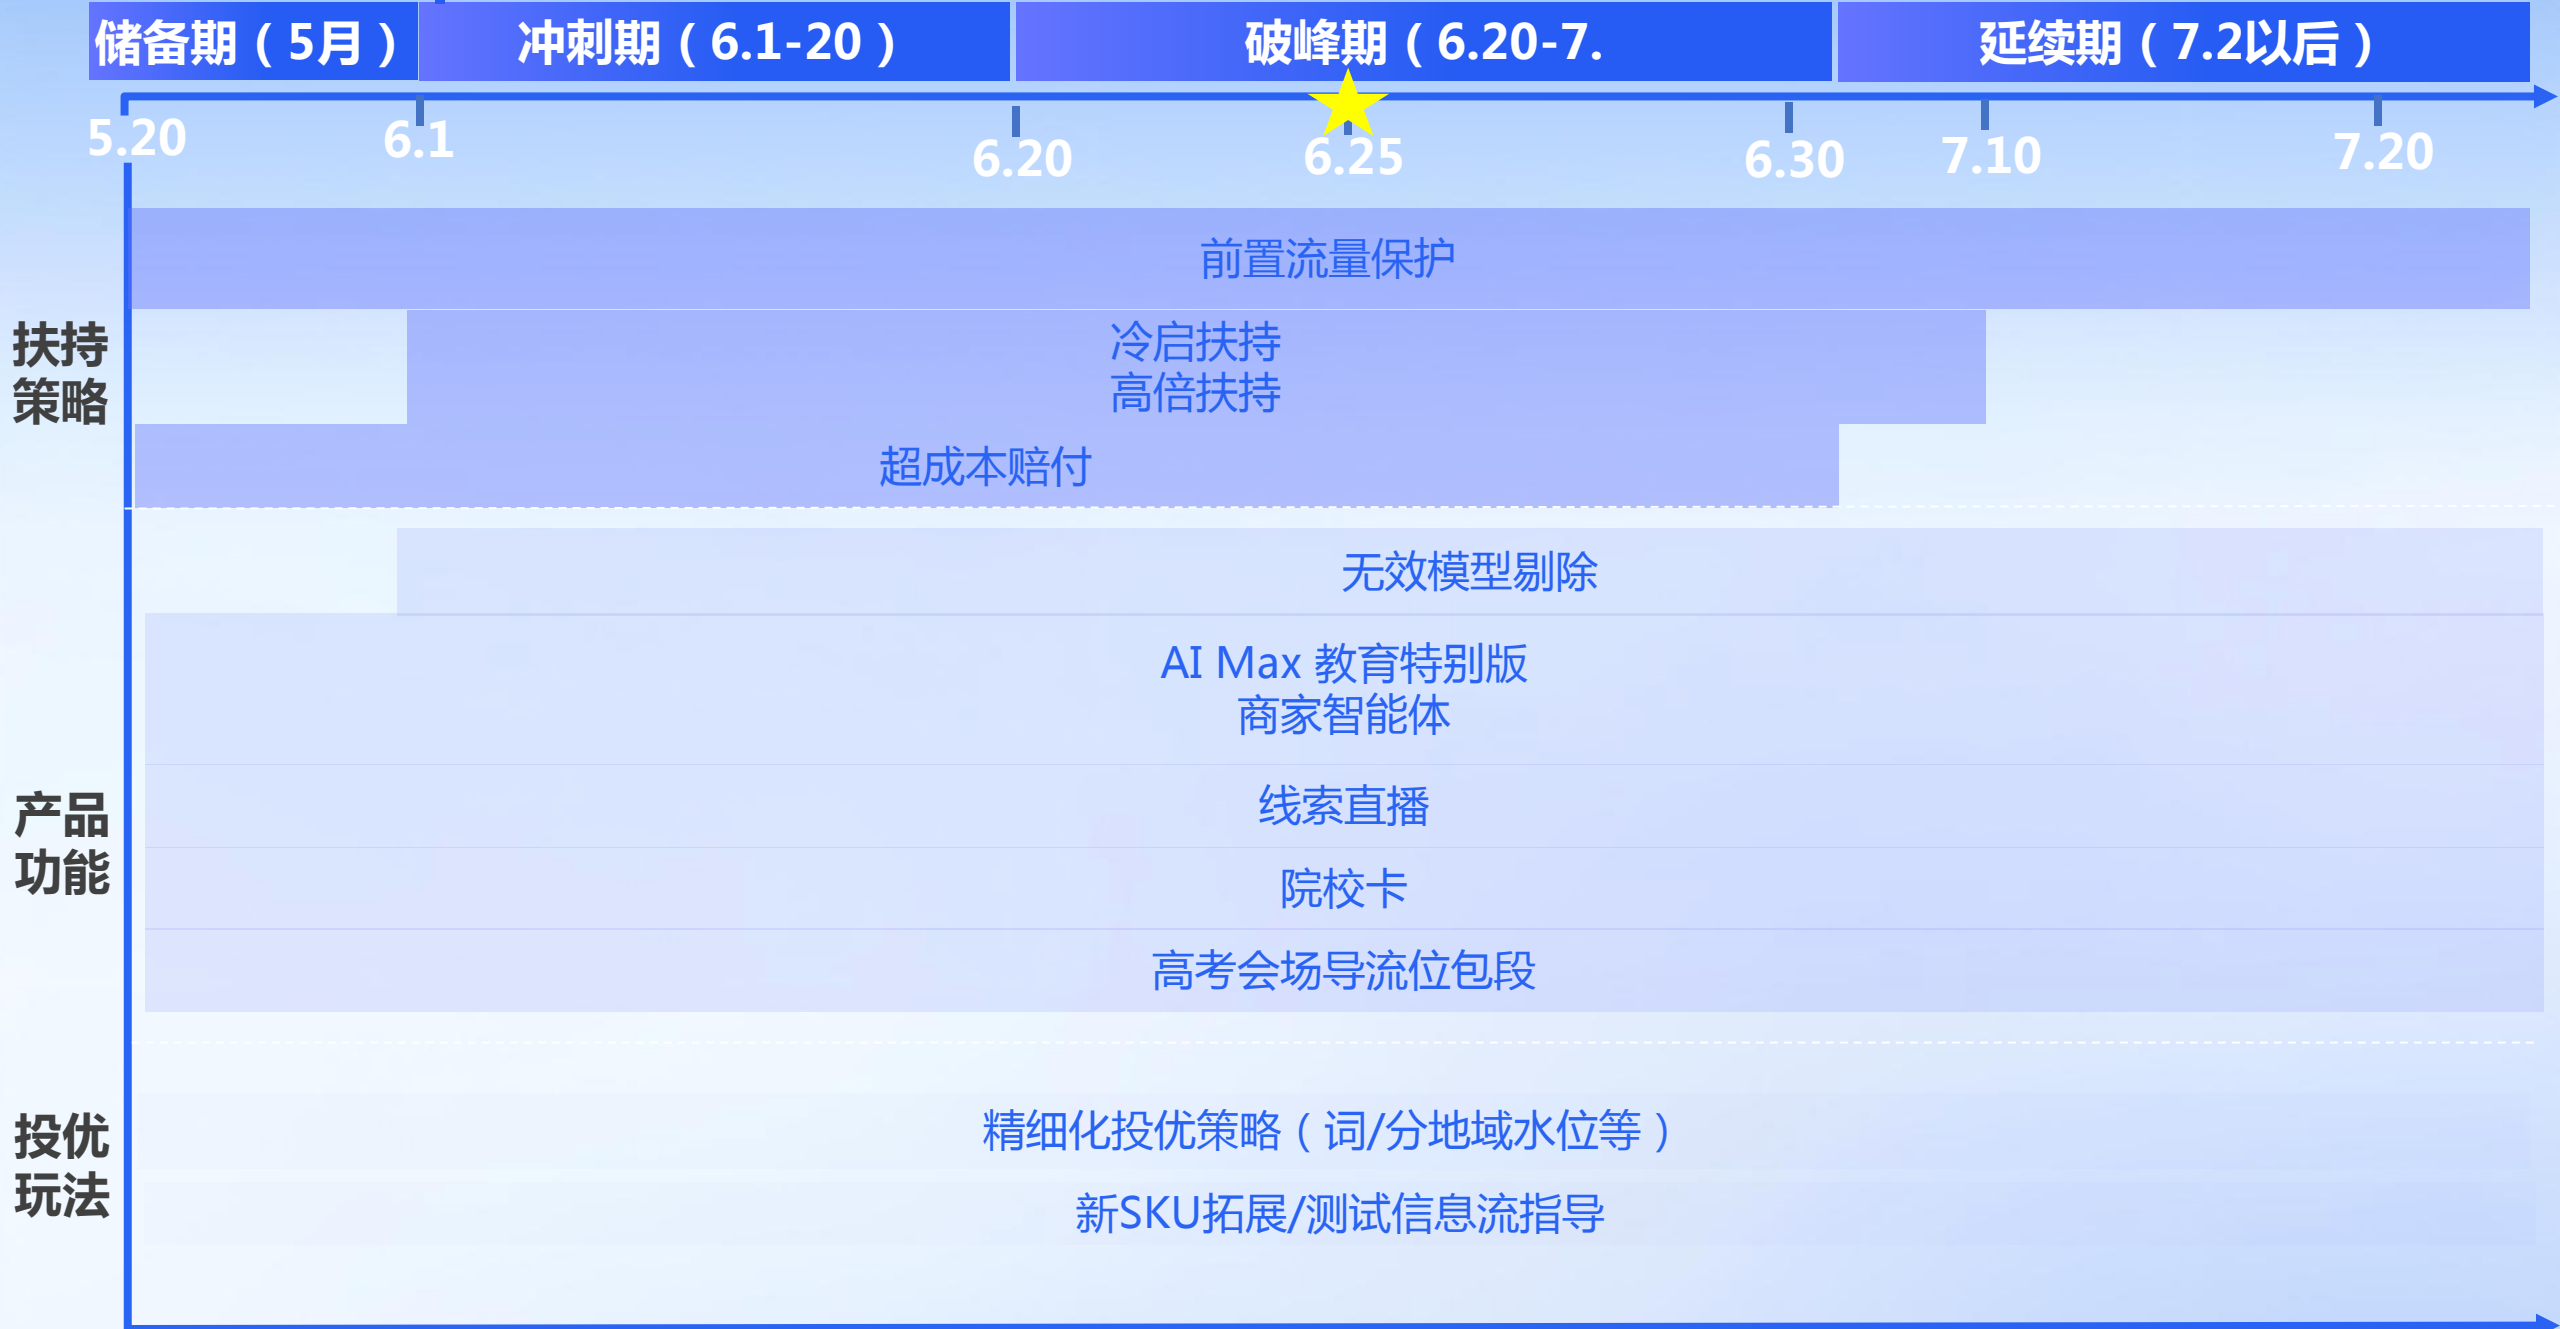 储备期（5月）
冲刺期（6.1-20）
破峰期（6.20-7.
延续期（7.2以后）
5.20
6.1
6.20
6.25
6.30
7.10
7.20
扶持
策略
前置流量保护
冷启扶持
高倍扶持
超成本赔付
产品
功能
无效模型剔除
AI Max 教育特别版
商家智能体
线索直播
院校卡
高考会场导流位包段
投优
玩法
精细化投优策略（词/分地域水位等）
新SKU拓展/测试信息流指导